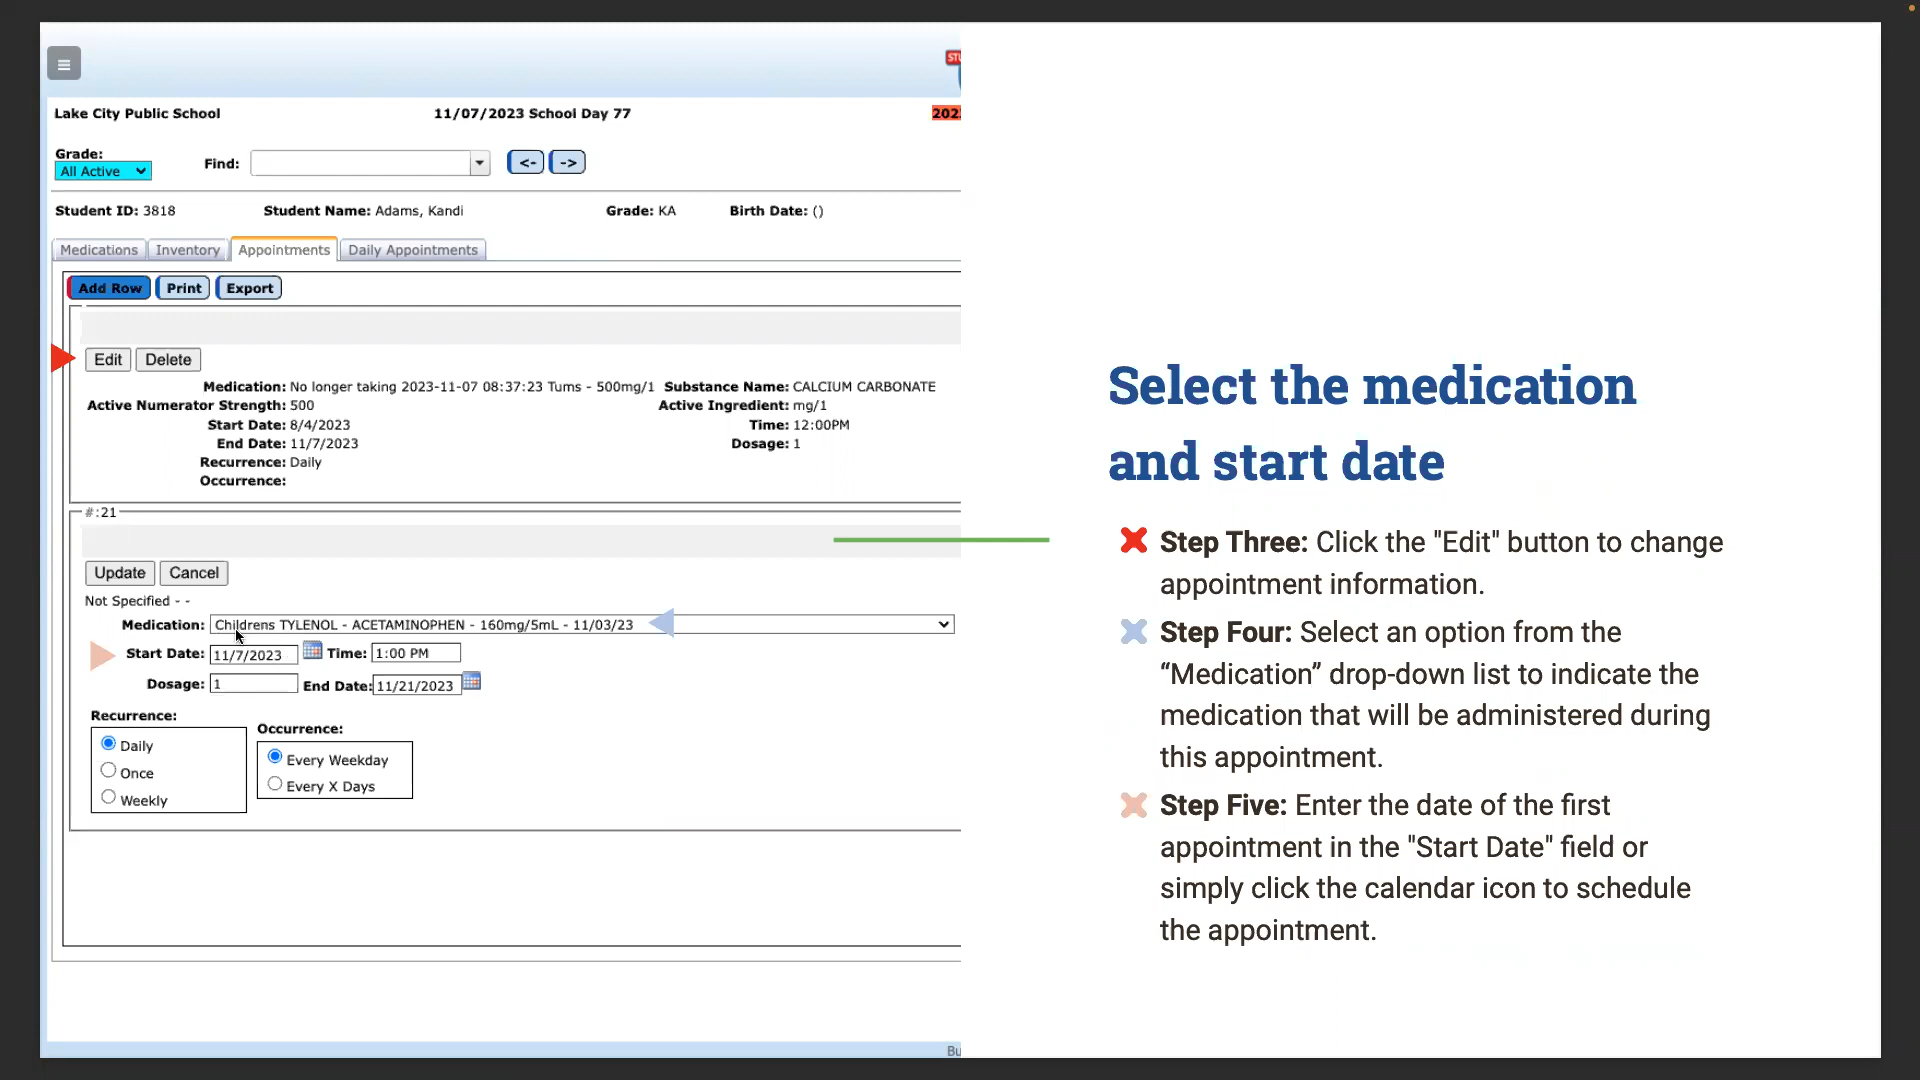 STU
Lake City Public School
11/07/2023 School Day 77
202
Grade:
All Active
Find:
<-
->
Student ID: 3818
Student Name: Adams, Kandi
Grade: KA
Birth Date: ()
Medications
Inventory
Appointments
Daily Appointments
Add Row
Print
Export
Edit
Delete
Medication: No longer taking 2023-11-07 08:37:23 Tums - 500mg/1 Substance Name: CALCIUM CARBONATE
Active Numerator Strength: 500 Active Ingredient: mg/1
Start Date: 8/4/2023 Time: 12:00PM
End Date: 11/7/2023 Dosage: 1
Recurrence: Daily
Occurrence:
#:21
Update
Cancel
Not Specified - -
Medication: Childrens TYLENOL - ACETAMINOPHEN - 160mg/5mL - 11/03/23
Start Date: 11/7/2023 Time: 1:00 PM
Dosage: 1 End Date: 11/21/2023
Recurrence:
Daily
Once
Weekly
Occurrence:
Every Weekday
Every X Days
Bu
Select the medication
and start date
Step Three: Click the "Edit" button to change
appointment information.
Step Four: Select an option from the
“Medication” drop-down list to indicate the
medication that will be administered during
this appointment.
Step Five: Enter the date of the first
appointment in the "Start Date" field or
simply click the calendar icon to schedule
the appointment.